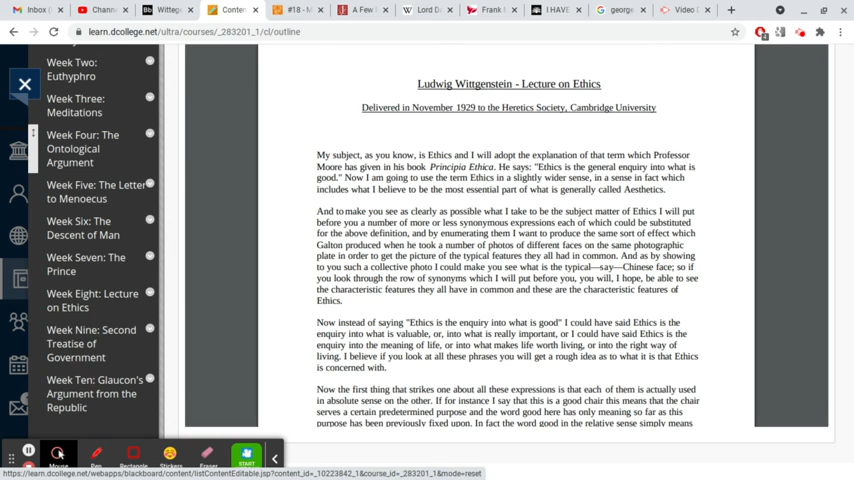 Inbox (
Chann
Bb Witteg
Conten
#18 - M
A Few
Lord D
Frank
I HAVE
george
Video D
learn.dcollege.net/ultra/courses/_283201_1/cl/outline
Week Two:
Euthyphro
Week Three:
Meditations
Week Four: The
Ontological
Argument
Week Five: The Letter
to Menoecus
Week Six: The
Descent of Man
Week Seven: The
Prince
Week Eight: Lecture
on Ethics
Week Nine: Second
Treatise of
Government
Week Ten: Glaucon's
Argument from the
Republic
Ludwig Wittgenstein - Lecture on Ethics
Delivered in November 1929 to the Heretics Society, Cambridge University
My subject, as you know, is Ethics and I will adopt the explanation of that term which Professor
Moore has given in his book Principia Ethica. He says: "Ethics is the general enquiry into what is
good." Now I am going to use the term Ethics in a slightly wider sense, in a sense in fact which
includes what I believe to be the most essential part of what is generally called Aesthetics.
And to make you see as clearly as possible what I take to be the subject matter of Ethics I will put
before you a number of more or less synonymous expressions each of which could be substituted
for the above definition, and by enumerating them I want to produce the same sort of effect which
Galton produced when he took a number of photos of different faces on the same photographic
plate in order to get the picture of the typical features they all had in common. And as by showing
to you such a collective photo I could make you see what is the typical—say—Chinese face; so if
you look through the row of synonyms which I will put before you, you will, I hope, be able to see
the characteristic features they all have in common and these are the characteristic features of
Ethics.
Now instead of saying "Ethics is the enquiry into what is good" I could have said Ethics is the
enquiry into what is valuable, or, into what is really important, or I could have said Ethics is the
enquiry into the meaning of life, or into what makes life worth living, or into the right way of
living. I believe if you look at all these phrases you will get a rough idea as to what it is that Ethics
is concerned with.
Now the first thing that strikes one about all these expressions is that each of them is actually used
in absolute sense on the other. If for instance I say that this is a good chair this means that the chair
serves a certain predetermined purpose and the word good here has only meaning so far as this
purpose has been previously fixed upon. In fact the word good in the relative sense simply means
Mouse
Pen
Rectangle
Stickers
Eraser
START
https://learn.dcollege.net/webapps/blackboard/content/listContentEditable.jsp?content_id=_10223842_1&course_id=_283201_1&mode=reset